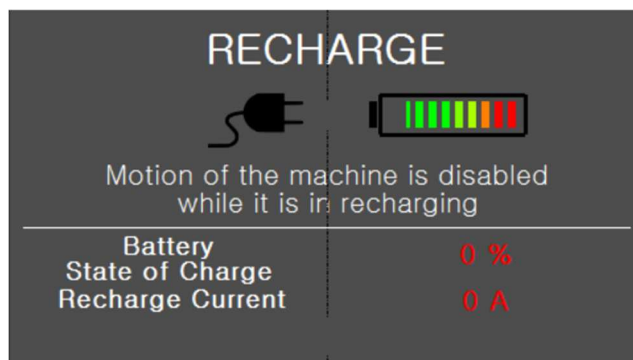 RECHARGE
Motion of the machine is disabled
while it is in recharging
Battery
State of Charge
0 %
Recharge Current
0 A